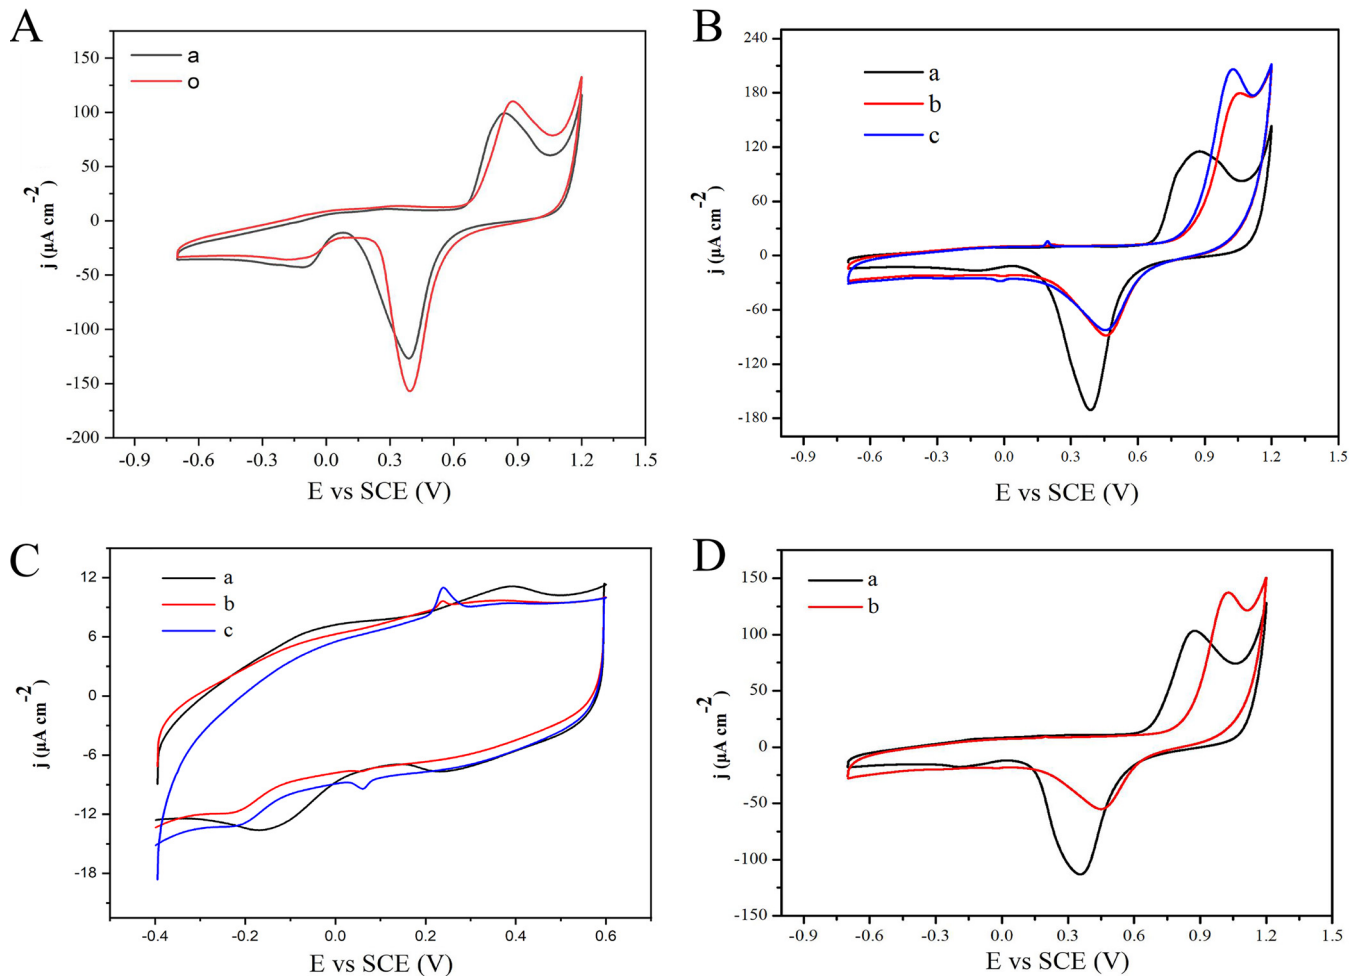 A
150
100
50
0
-50
-100
-150
-200
-0.9
-0.6
-0.3
0.0
0.3
0.6
0.9
1.2
1.5
a
o
j (µA cm-2)
E vs SCE (V)
B
240
180
120
60
0
-60
-120
-180
-0.9
-0.6
-0.3
0.0
0.3
0.6
0.9
1.2
1.5
a
b
c
j (µA cm-2)
E vs SCE (V)
C
12
6
0
-6
-12
-18
-0.4
-0.2
0.0
0.2
0.4
0.6
a
b
c
j (µA cm-2)
E vs SCE (V)
D
150
100
50
0
-50
-100
-150
-0.9
-0.6
-0.3
0.0
0.3
0.6
0.9
1.2
1.5
a
b
j (µA cm-2)
E vs SCE (V)